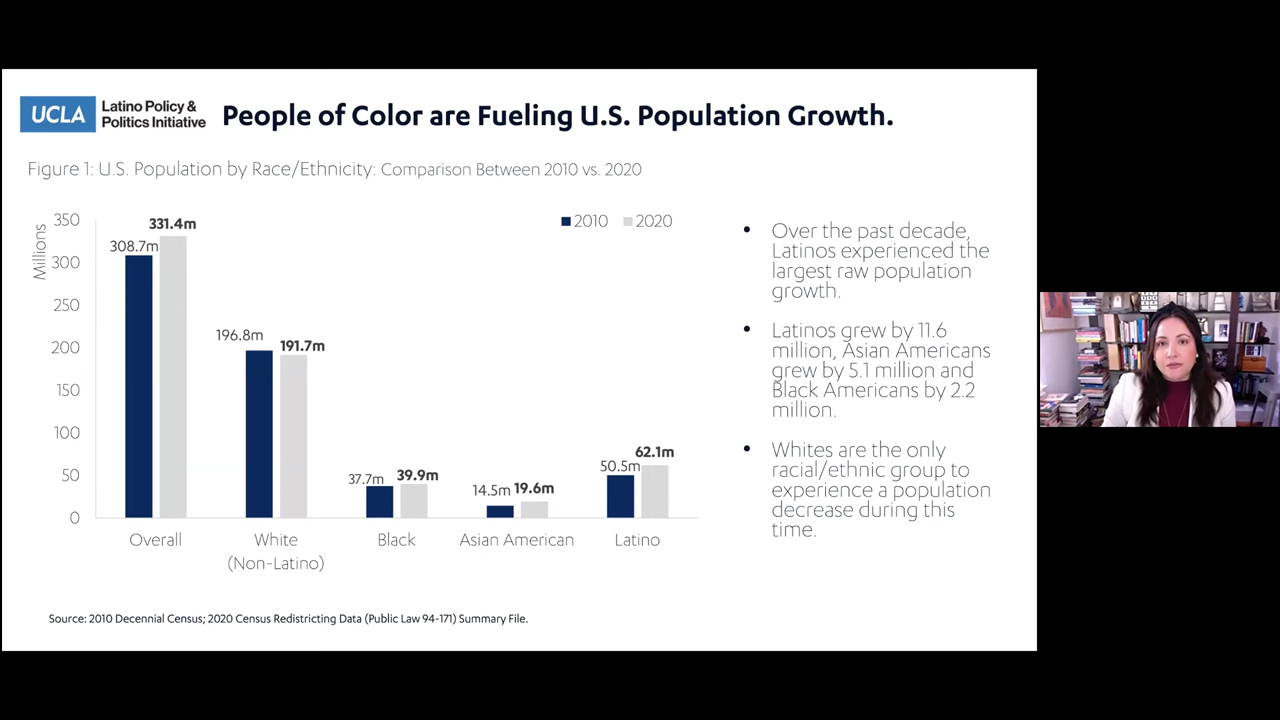 UCLA
Latino Policy &
Politics Initiative
People of Color are Fueling U.S. Population Growth.
Figure 1: U.S. Population by Race/Ethnicity: Comparison Between 2010 vs. 2020
Millions
350
300
250
200
150
100
50
0
2010
2020
308.7m
331.4m
196.8m
191.7m
37.7m
39.9m
14.5m
19.6m
50.5m
62.1m
Overall
White
(Non-Latino)
Black
Asian American
Latino
• Over the past decade,
Latinos experienced the
largest raw population
growth.
• Latinos grew by 11.6
million, Asian Americans
grew by 5.1 million and
Black Americans by 2.2
million.
• Whites are the only
racial/ethnic group to
experience a population
decrease during this
time.
Source: 2010 Decennial Census; 2020 Census Redistricting Data (Public Law 94-171) Summary File.